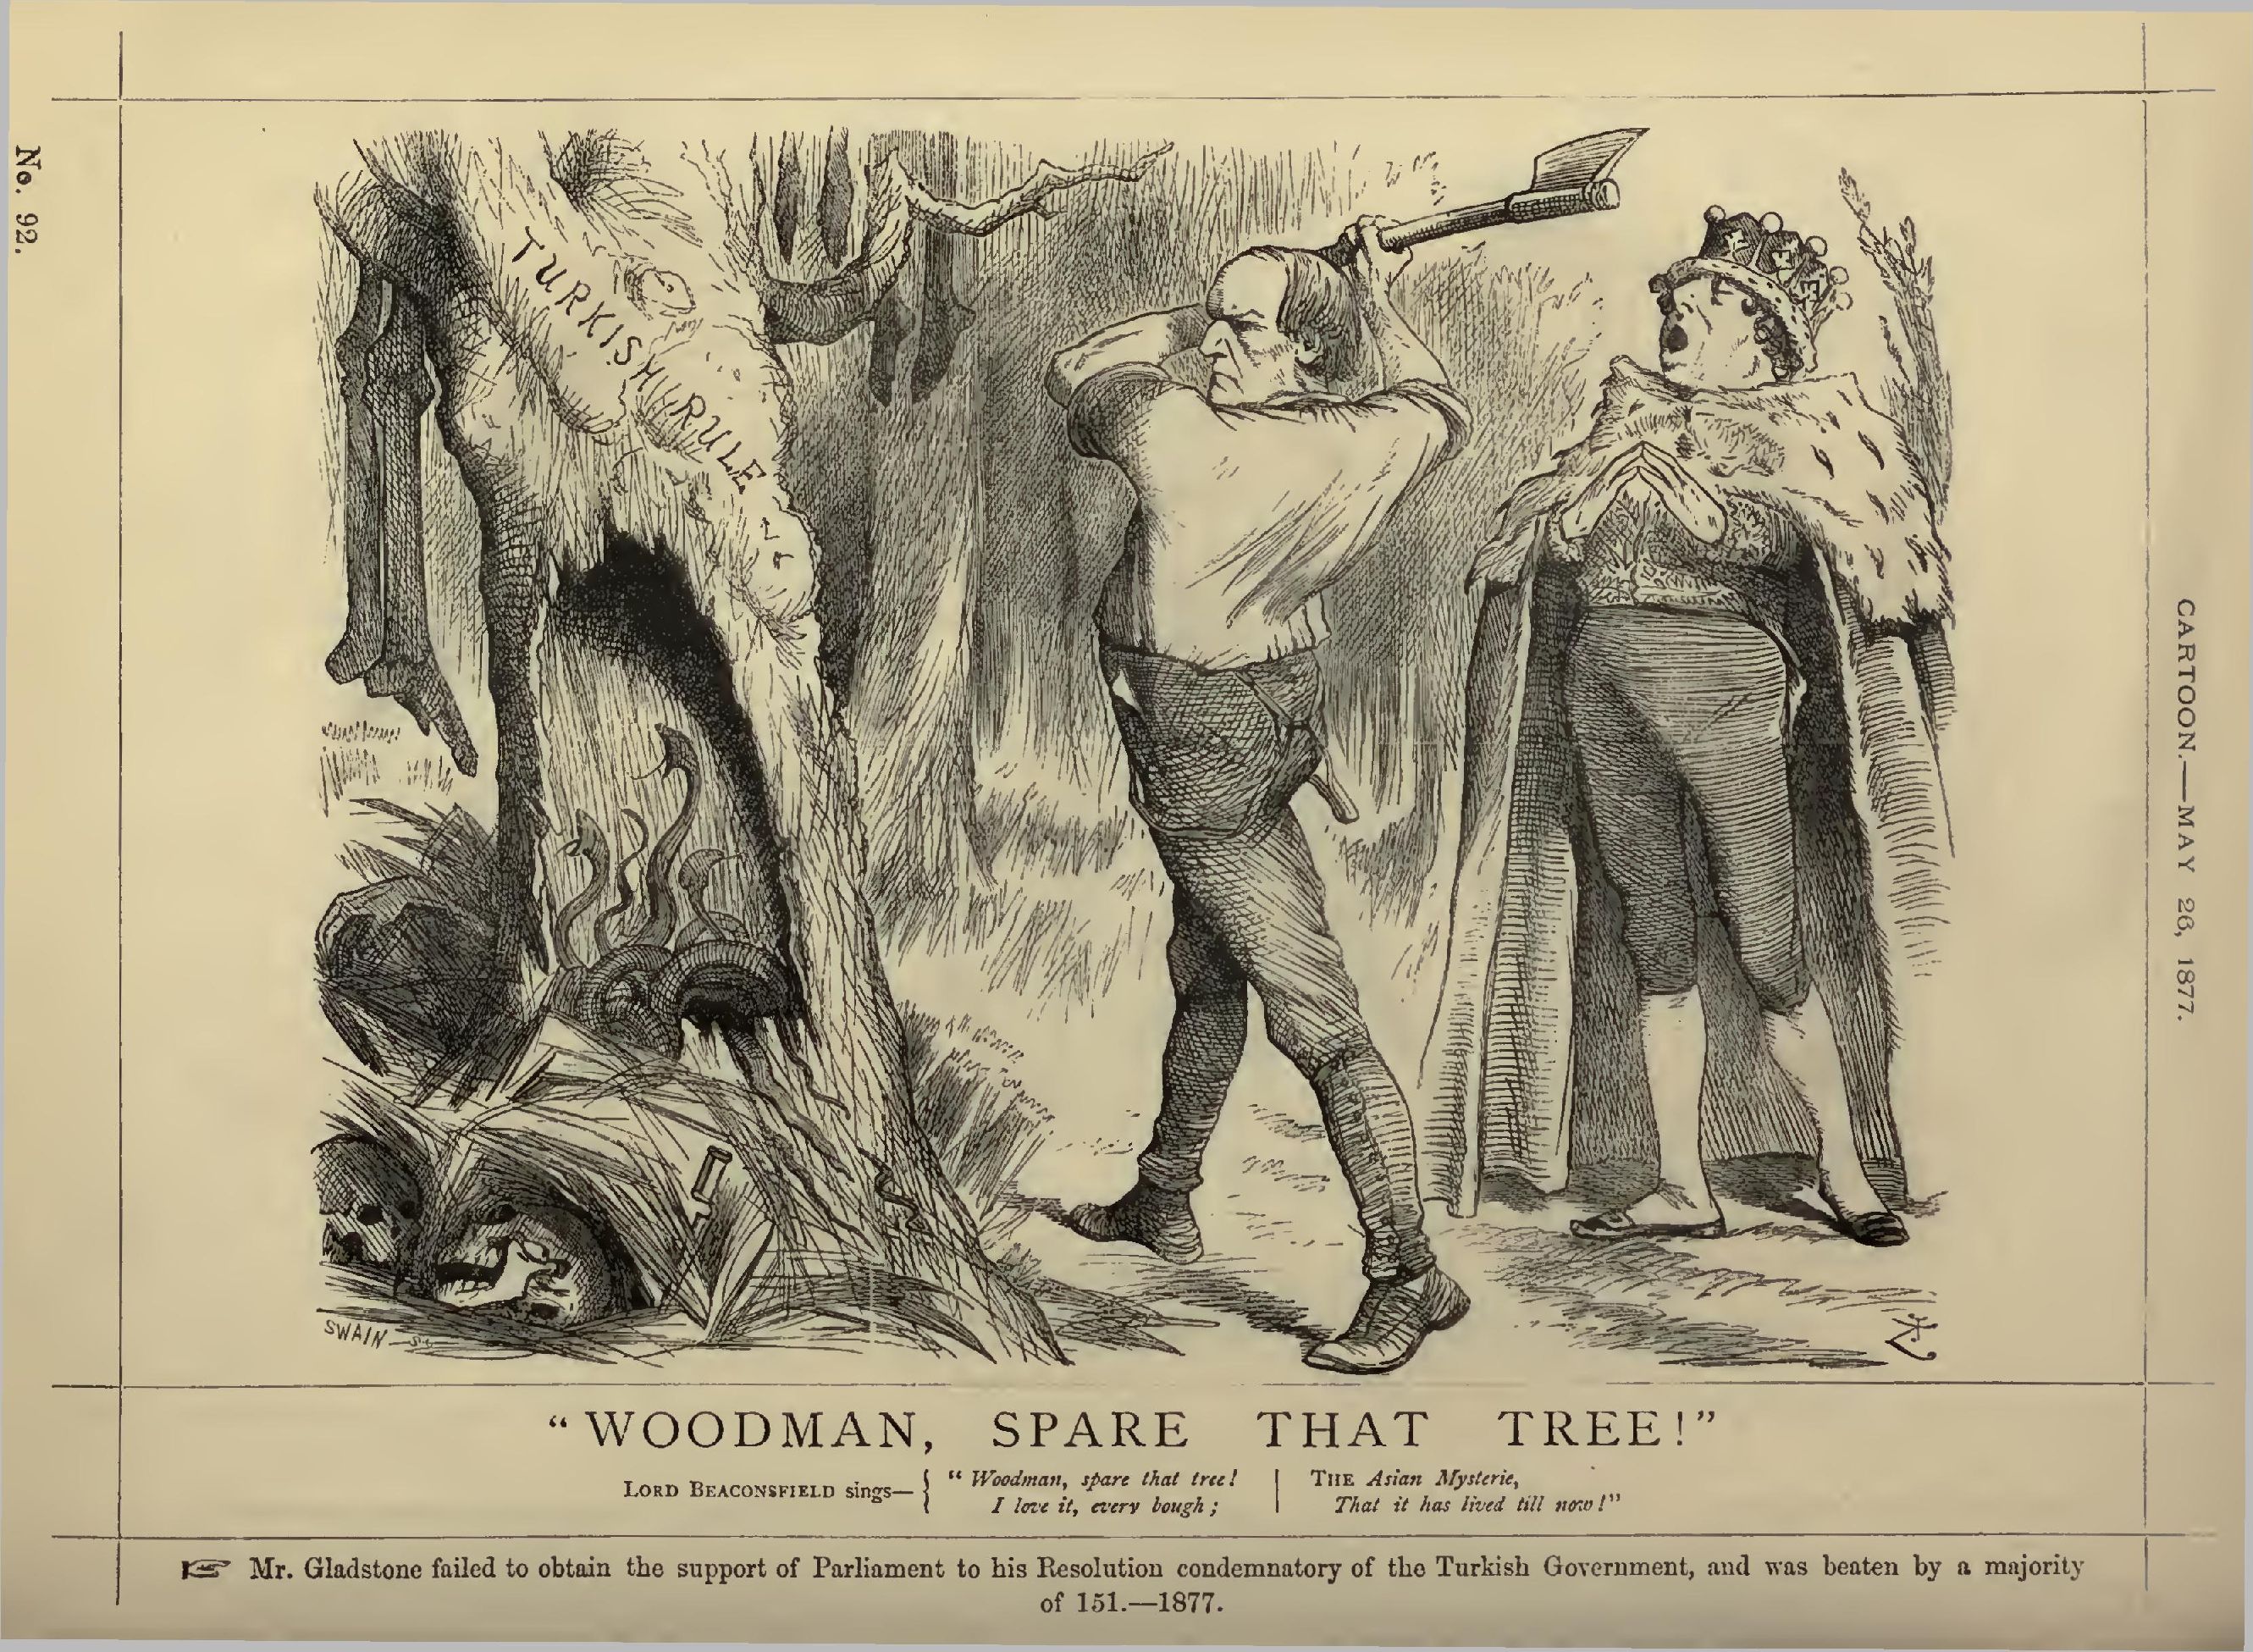 No. 92.
CARTOON.—MAY 26, 1877.
TURKISH RULE
SWAIN SC
"WOODMAN, SPARE THAT TREE!"
LORD BEACONSFIELD sings— { "Woodman, spare that tree! | THE Asian Mysterie,
I love it, every bough; That it has lived till now!"
☞ Mr. Gladstone failed to obtain the support of Parliament to his Resolution condemnatory of the Turkish Government, and was beaten by a majority
of 151.—1877.